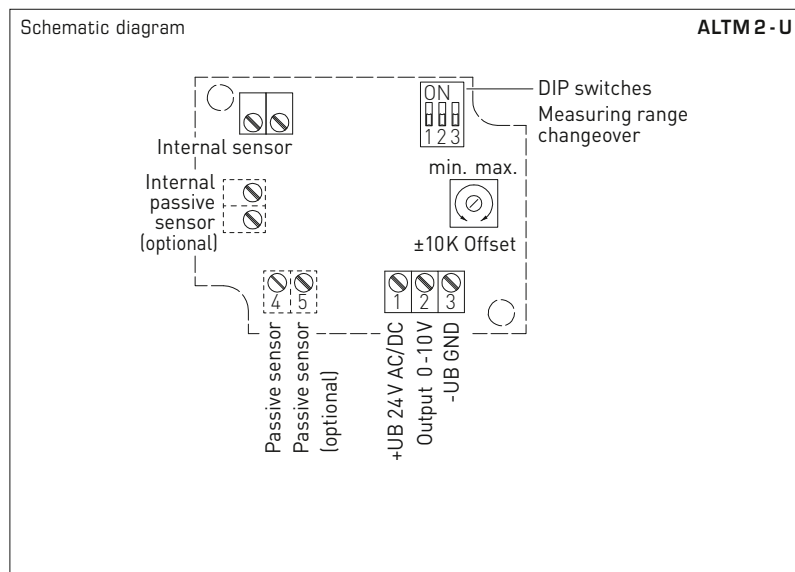 Schematic diagram
ALTM 2 - U
ON
1 2 3
DIP switches
Measuring range
changeover
Internal sensor
min. max.
Internal
passive
sensor
(optional)
±10K Offset
4
5
1
2
3
Passive sensor
Passive sensor
(optional)
+UB 24V AC/DC
Output 0-10V
-UB GND